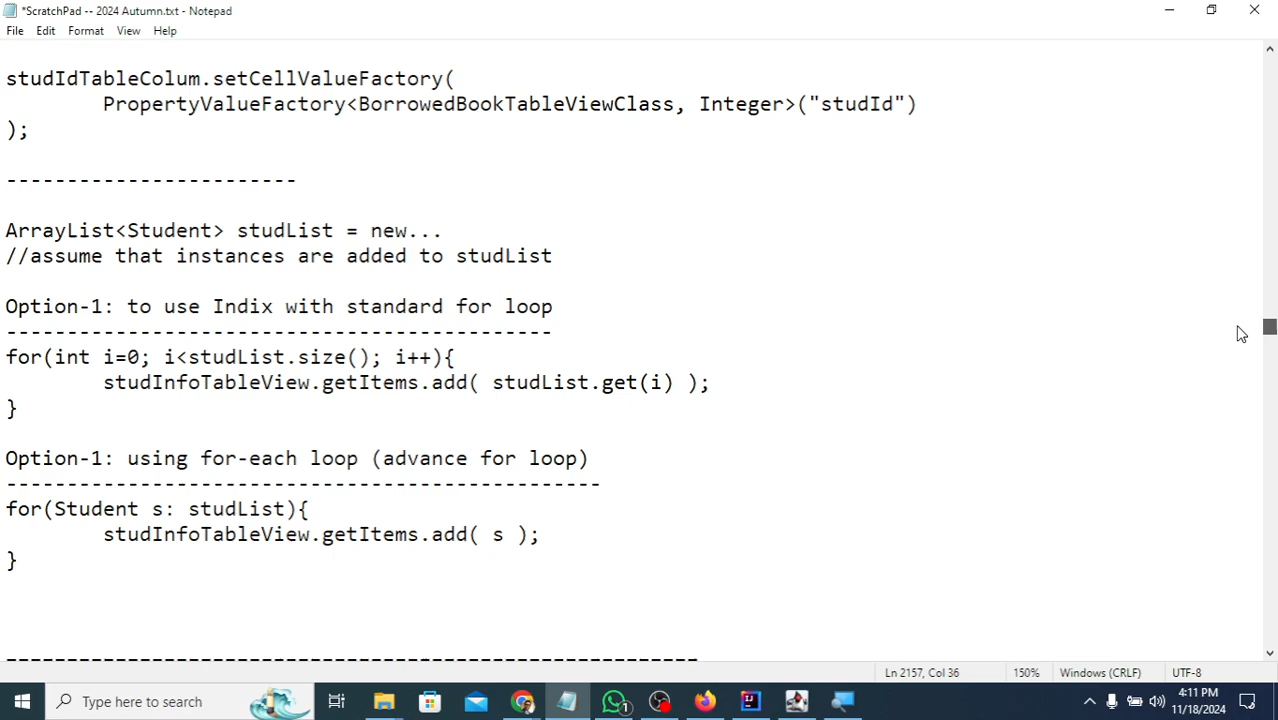 *ScratchPad -- 2024 Autumn.txt - Notepad
File Edit Format View Help
studIdTableColum.setCellValueFactory(
        PropertyValueFactory<BorrowedBookTableViewClass, Integer>("studId")
);
------------------------
ArrayList<Student> studList = new...
//assume that instances are added to studList
Option-1: to use Indix with standard for loop
---------------------------------------------
for(int i=0; i<studList.size(); i++){
        studInfoTableView.getItems.add( studList.get(i) );
}
Option-1: using for-each loop (advance for loop)
-------------------------------------------------
for(Student s: studList){
        studInfoTableView.getItems.add( s );
}
---------------------------------------------------------
Ln 2157, Col 36 150% Windows (CRLF) UTF-8
Type here to search 1 4:11 PM
11/18/2024